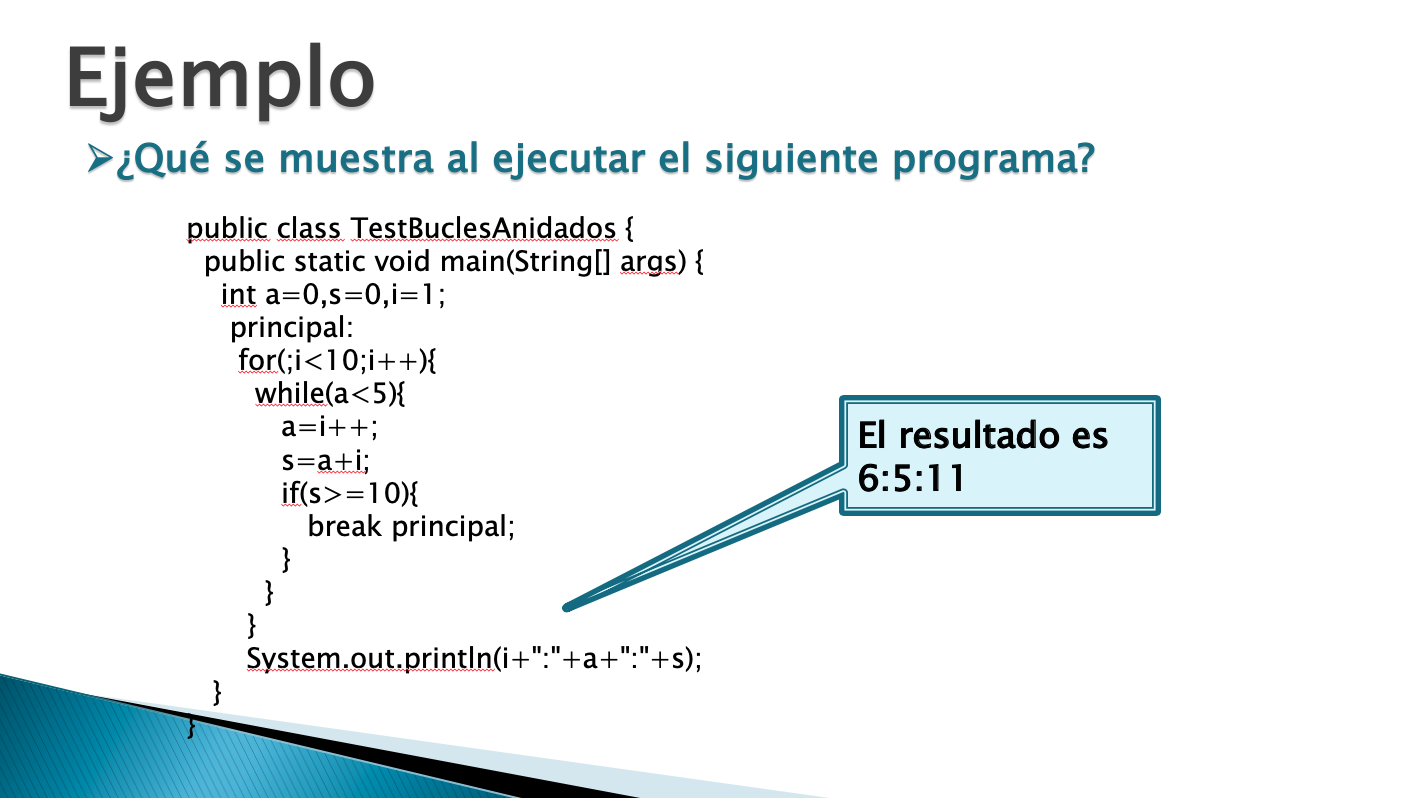 Ejemplo
➢¿Qué se muestra al ejecutar el siguiente programa?
public class TestBuclesAnidados {
public static void main(String[] args) {
int a=0,s=0,i=1;
principal:
for(;i<10;i++){
while(a<5){
a=i++;
s=a+i;
if(s>=10){
break principal;
}
}
}
System.out.println(i+":"+a+":"+s);
}
}
El resultado es
6:5:11